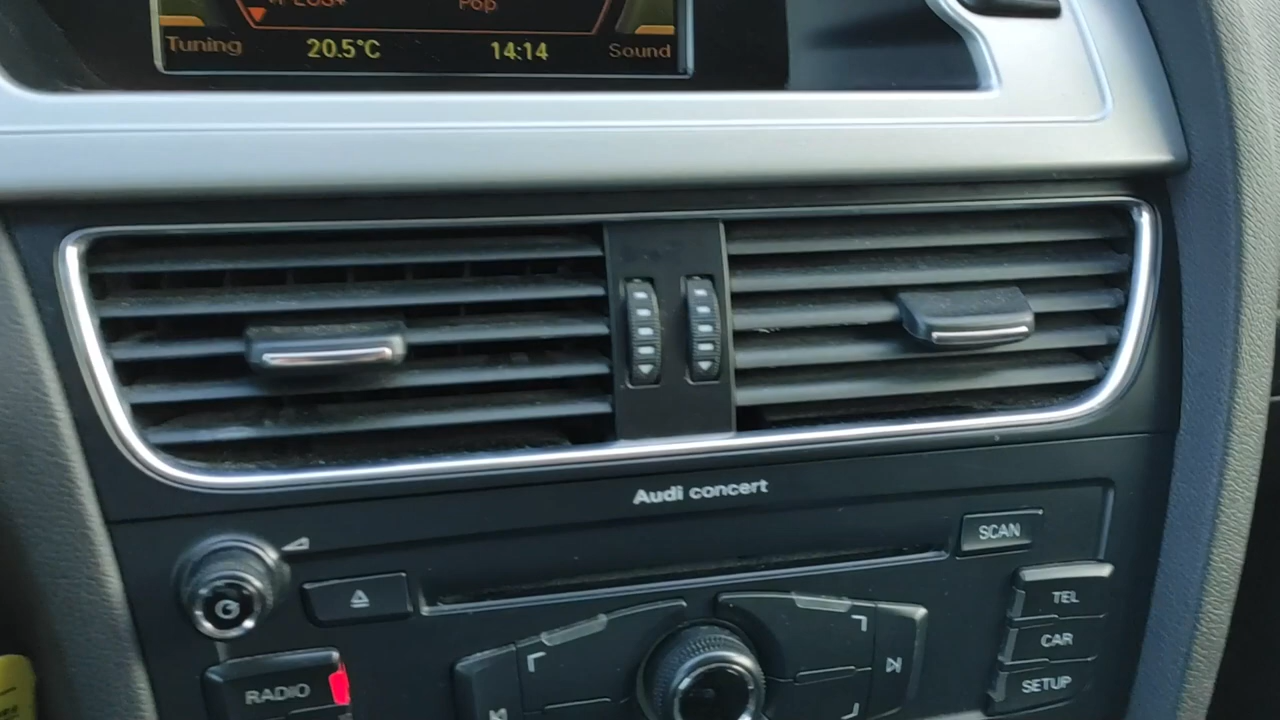 Pop
Tuning 20.5°C 14:14 Sound
Audi concert
SCAN
TEL
CAR
RADIO
SETUP